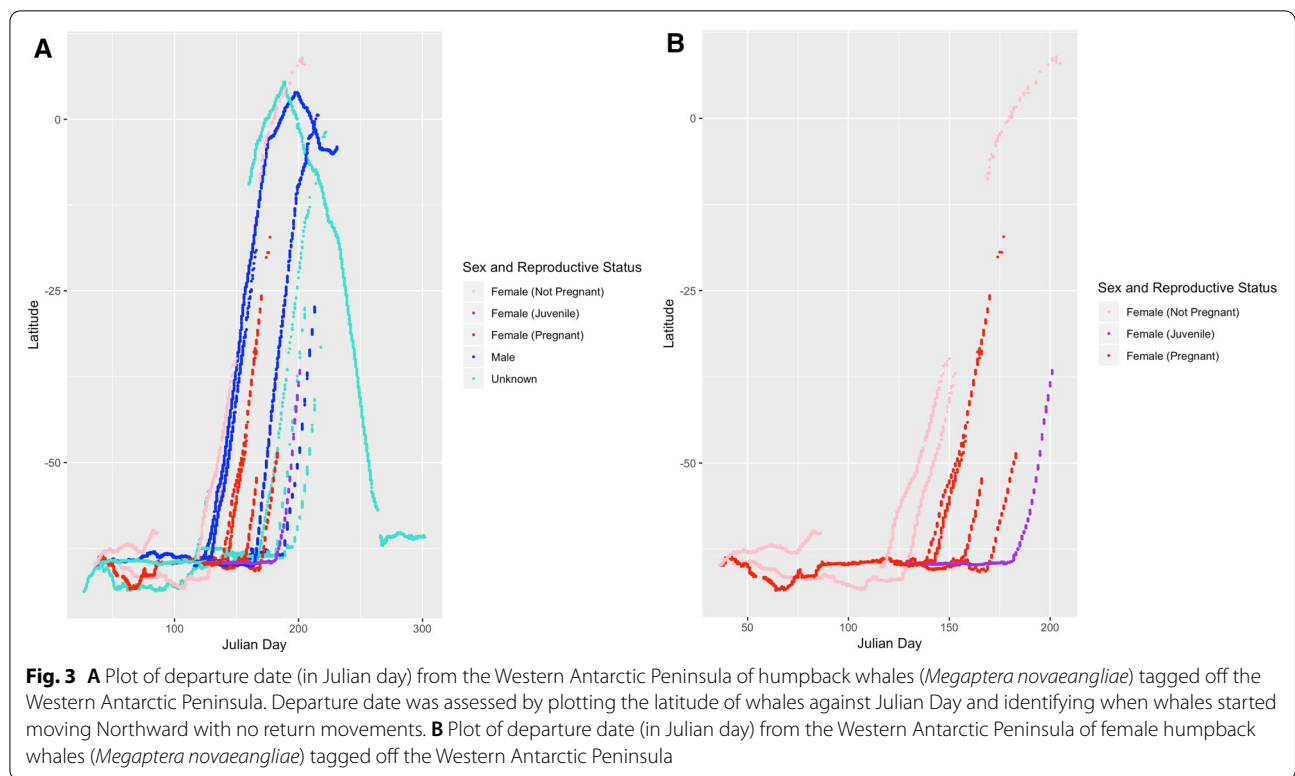 A
0
-25
-50
Latitude
100
200
300
Julian Day
Sex and Reproductive Status
Female (Not Pregnant)
Female (Juvenile)
Female (Pregnant)
Male
Unknown
B
0
-25
-50
Latitude
50
100
150
200
Julian Day
Sex and Reproductive Status
Female (Not Pregnant)
Female (Juvenile)
Female (Pregnant)
Fig. 3 A Plot of departure date (in Julian day) from the Western Antarctic Peninsula of humpback whales (Megaptera novaeangliae) tagged off the
Western Antarctic Peninsula. Departure date was assessed by plotting the latitude of whales against Julian Day and identifying when whales started
moving Northward with no return movements. B Plot of departure date (in Julian day) from the Western Antarctic Peninsula of female humpback
whales (Megaptera novaeangliae) tagged off the Western Antarctic Peninsula